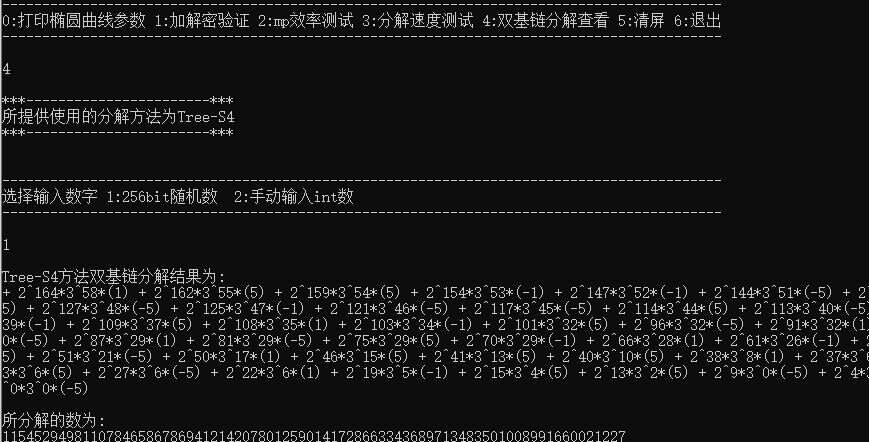 ----------------------------------------------------------------------------------
0:打印椭圆曲线参数 1:加解密验证 2:mp效率测试 3:分解速度测试 4:双基链分解查看 5:清屏 6:退出
----------------------------------------------------------------------------------
4
***-----------------------***
所提供使用的分解方法为Tree-S4
***-----------------------***
----------------------------------------------------------------------------------
选择输入数字 1:256bit随机数 2:手动输入int数
----------------------------------------------------------------------------------
1
Tree-S4方法双基链分解结果为:
+ 2^164*3^58*(1) + 2^162*3^55*(5) + 2^159*3^54*(5) + 2^154*3^53*(-1) + 2^147*3^52*(-1) + 2^144*3^51*(-5) + 2
5) + 2^127*3^48*(-5) + 2^125*3^47*(-1) + 2^121*3^46*(-5) + 2^117*3^45*(-5) + 2^114*3^44*(5) + 2^113*3^40*(-5)
39*(-1) + 2^109*3^37*(5) + 2^108*3^35*(1) + 2^103*3^34*(-1) + 2^101*3^32*(5) + 2^96*3^32*(-5) + 2^91*3^32*(1)
0*(-5) + 2^87*3^29*(1) + 2^81*3^29*(-5) + 2^75*3^29*(5) + 2^70*3^29*(-1) + 2^66*3^28*(1) + 2^61*3^26*(-1) + 2
5) + 2^51*3^21*(-5) + 2^50*3^17*(1) + 2^46*3^15*(5) + 2^41*3^13*(5) + 2^40*3^10*(5) + 2^38*3^8*(1) + 2^37*3^6
3*3^6*(5) + 2^27*3^6*(-5) + 2^22*3^6*(1) + 2^19*3^5*(-1) + 2^15*3^4*(5) + 2^13*3^2*(5) + 2^9*3^0*(-5) + 2^4*3
^0*3^0*(-5)
所分解的数为:
115452949811078465867869412142078012590141728663343689713483501008991660021227